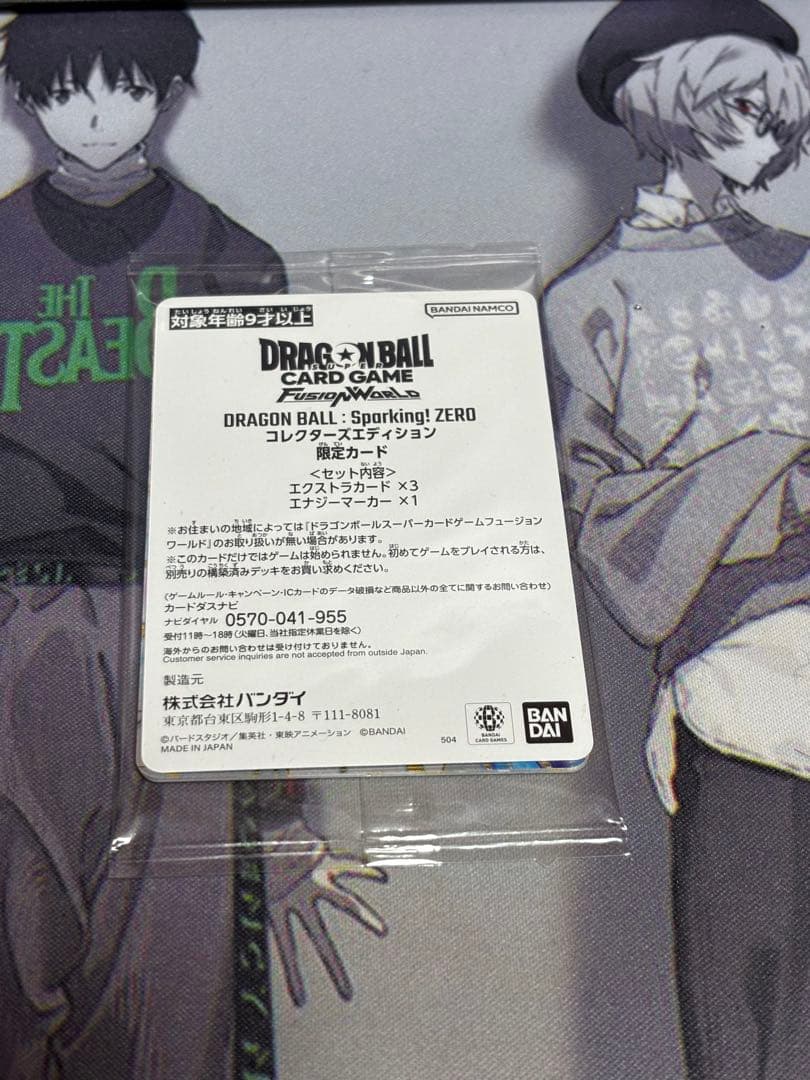 THE
BEAST
対象年齢9才以上
BANDAI NAMCO
DRAGON BALL
SUPER
CARD GAME
FUSION WORLD
DRAGON BALL : Sparking! ZERO
コレクターズエディション
限定カード
<セット内容>
エクストラカード ×3
エナジーマーカー ×1
※お住まいの地域によっては『ドラゴンボールスーパーカードゲームフュージョン
ワールド』のお取り扱いが無い場合があります。
※このカードだけではゲームは始められません。初めてゲームをプレイされる方は、
別売りの構築済みデッキをお買い求めください。
《ゲームルール・キャンペーン・ICカードのデータ破損など商品以外の全てに関するお問い合わせ》
カードダスナビ
ナビダイヤル 0570-041-955
受付11時～18時(火曜日、当社指定休業日を除く)
海外からのお問い合わせは受け付けておりません。
Customer service inquiries are not accepted from outside Japan.
製造元
株式会社バンダイ
東京都台東区駒形1-4-8 〒111-8081
©バードスタジオ/集英社・東映アニメーション ©BANDAI
MADE IN JAPAN
504
BANDAI
CARD GAMES
BAN
DAI